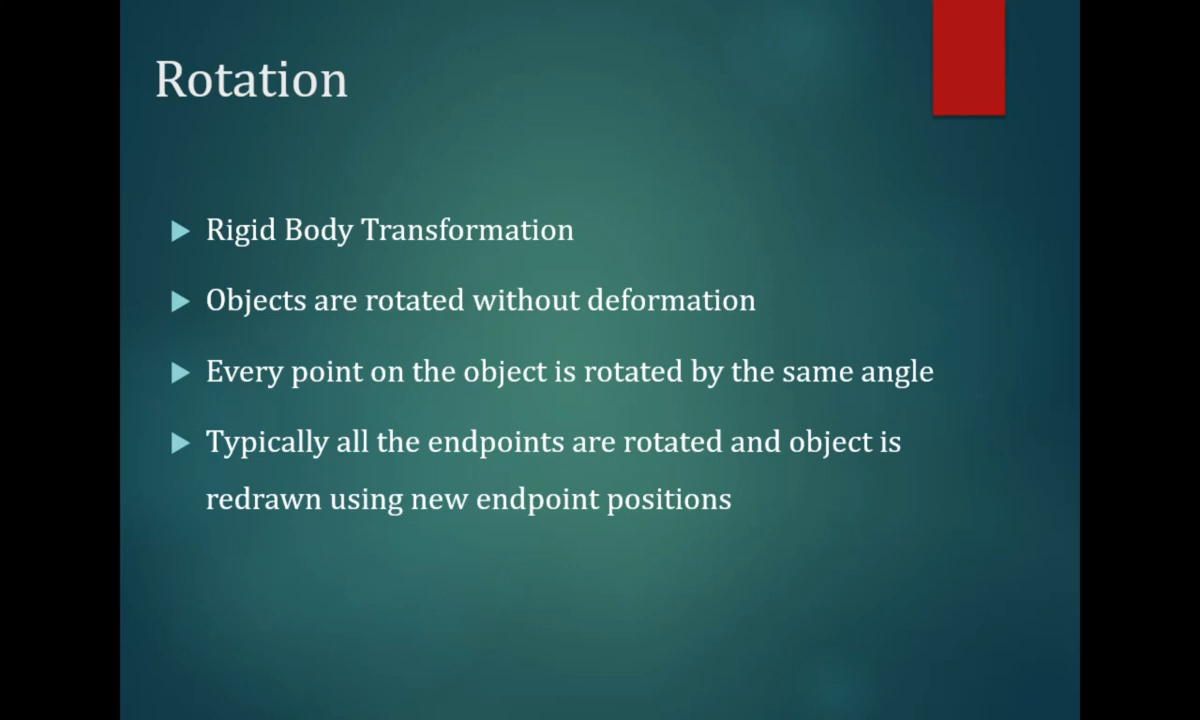 Rotation
Rigid Body Transformation
Objects are rotated without deformation
Every point on the object is rotated by the same angle
Typically all the endpoints are rotated and object is
redrawn using new endpoint positions